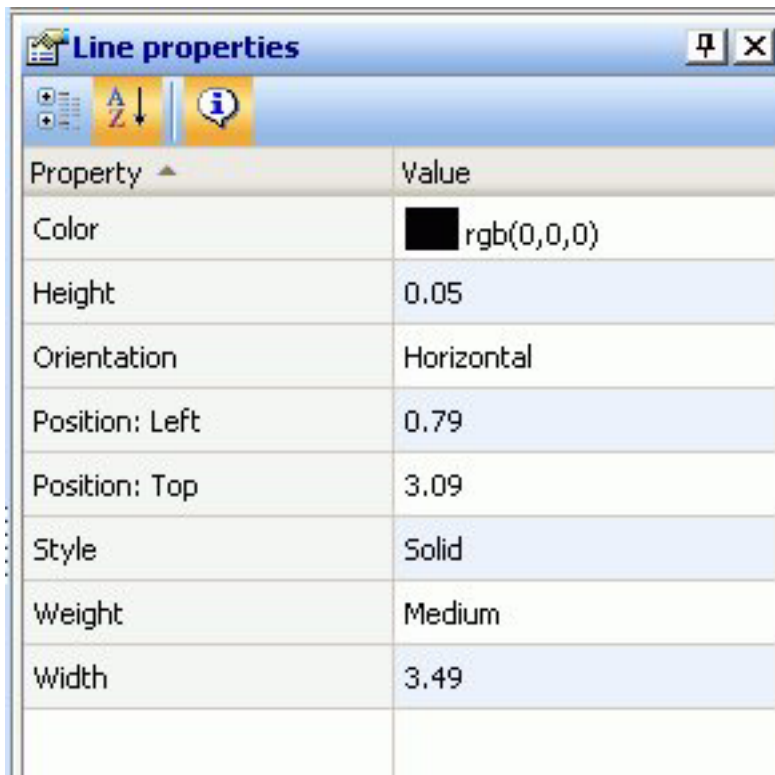 Line properties
A
Z
i
Property Value
Color rgb(0,0,0)
Height 0.05
Orientation Horizontal
Position: Left 0.79
Position: Top 3.09
Style Solid
Weight Medium
Width 3.49